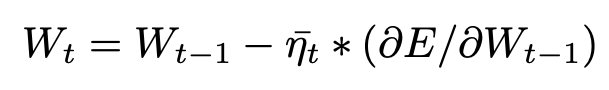 W_t = W_{t-1} − η̄_t ∗ (∂E/∂W_{t-1})